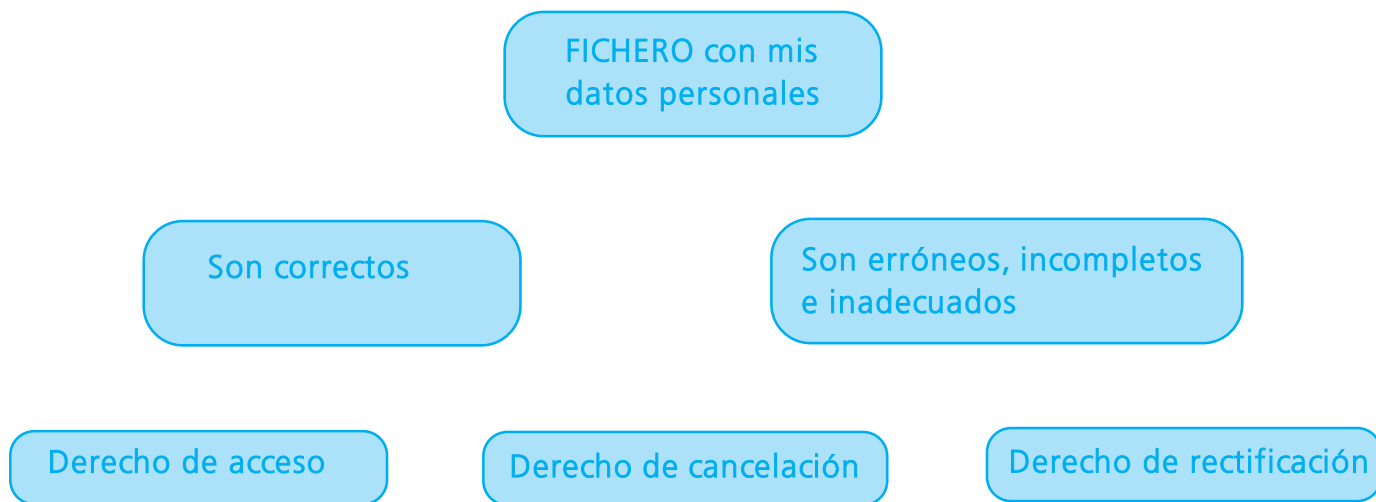 FICHERO con mis
datos personales
Son correctos
Son erróneos, incompletos
e inadecuados
Derecho de acceso
Derecho de cancelación
Derecho de rectificación